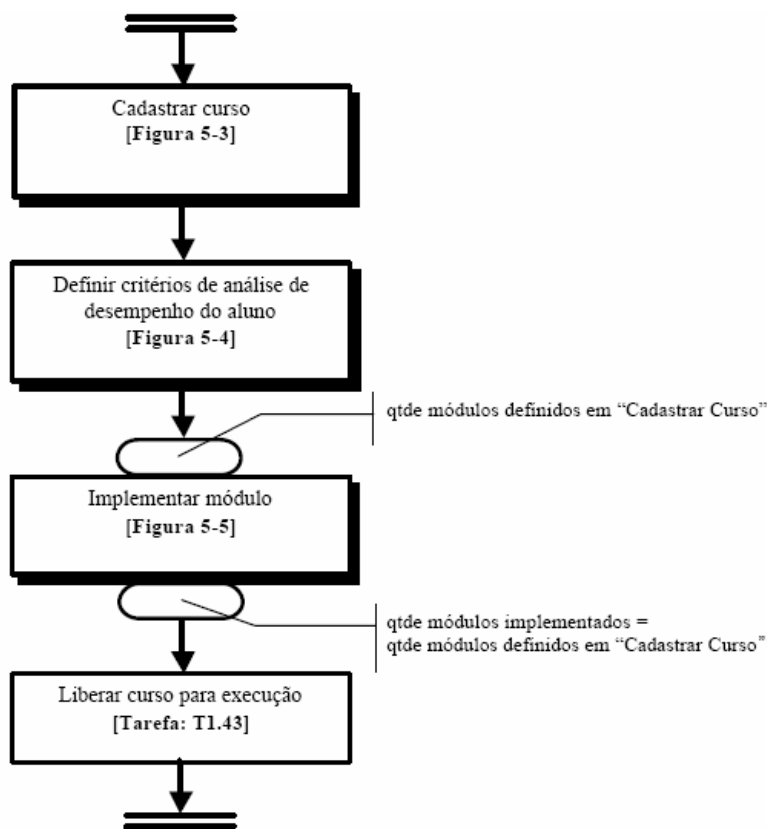 Cadastrar curso
[Figura 5-3]
Definir critérios de análise de
desempenho do aluno
[Figura 5-4]
qtde módulos definidos em “Cadastrar Curso”
Implementar módulo
[Figura 5-5]
qtde módulos implementados =
qtde módulos definidos em “Cadastrar Curso”
Liberar curso para execução
[Tarefa: T1.43]